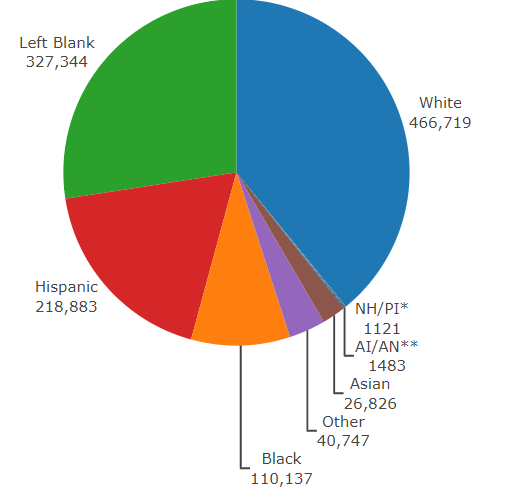 Left Blank
327,344
White
466,719
Hispanic
218,883
NH/PI*
1121
AI/AN**
1483
Asian
26,826
Other
40,747
Black
110,137